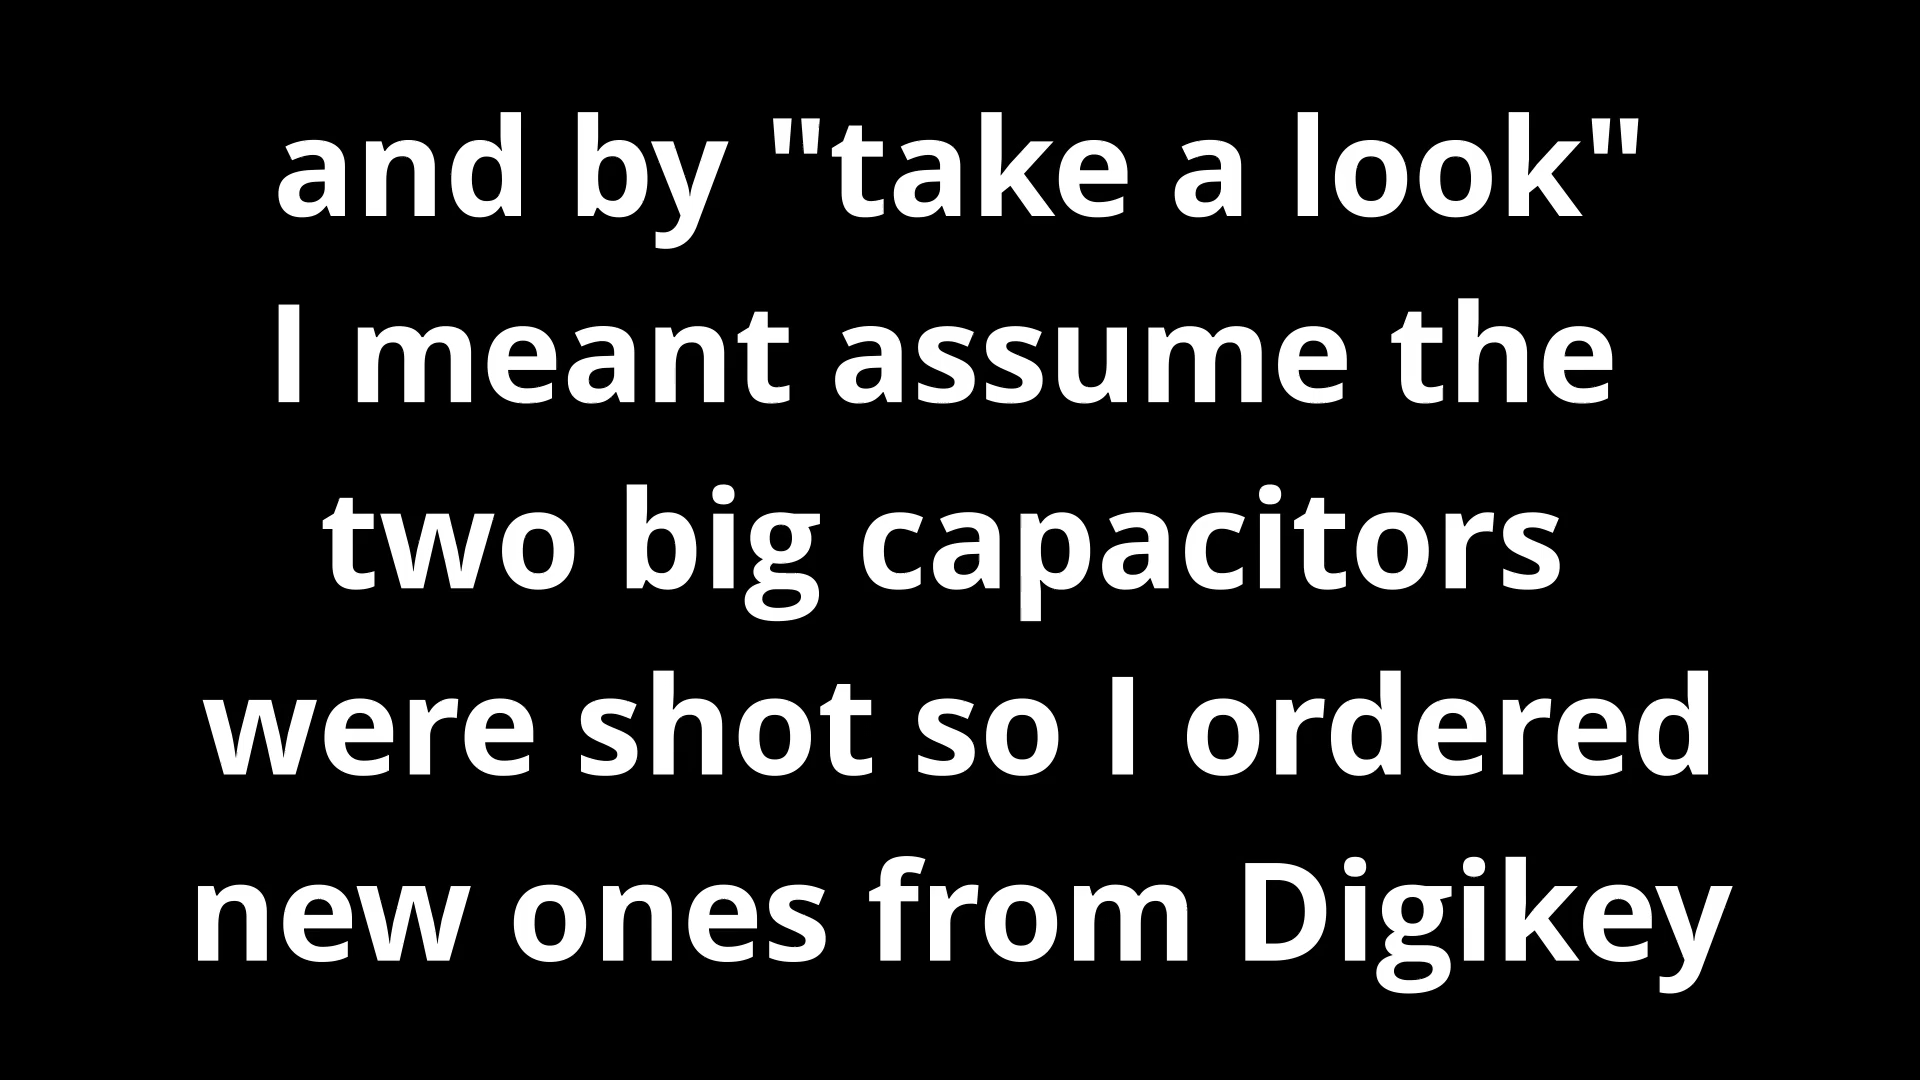 and by "take a look"
I meant assume the
two big capacitors
were shot so I ordered
new ones from Digikey